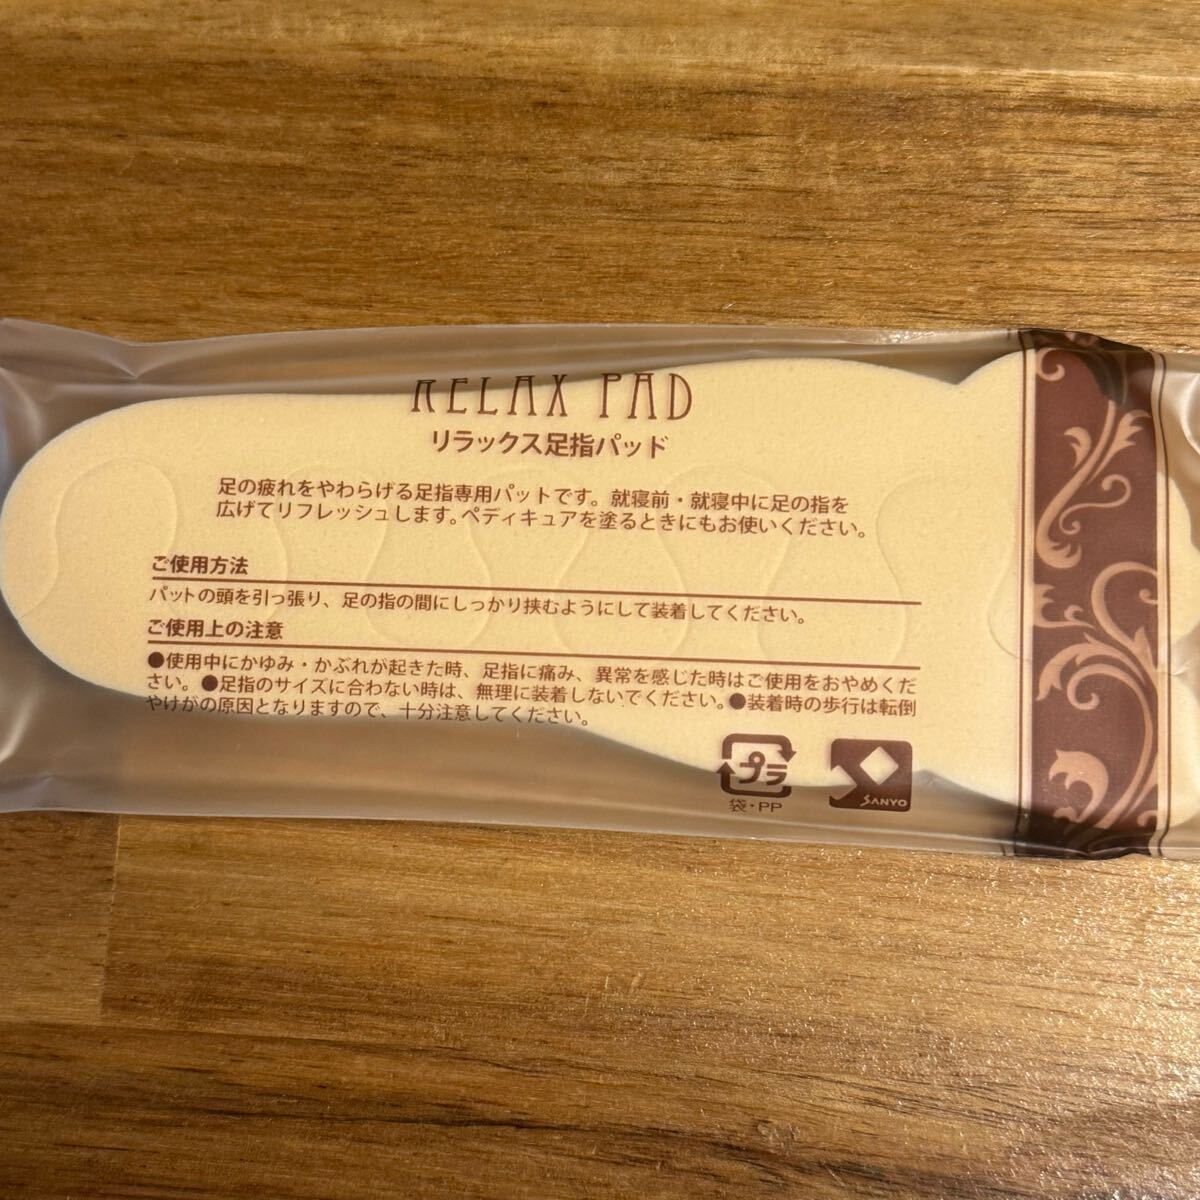 RELAX PAD
リラックス足指パッド
足の疲れをやわらげる足指専用パットです。就寝前・就寝中に足の指を
広げてリフレッシュします。ペディキュアを塗るときにもお使いください。
ご使用方法
パットの頭を引っ張り、足の指の間にしっかり挟むようにして装着してください。
ご使用上の注意
●使用中にかゆみ・かぶれが起きた時、足指に痛み、異常を感じた時はご使用をおやめくだ
さい。●足指のサイズに合わない時は、無理に装着しないでください。●装着時の歩行は転倒
やけがの原因となりますので、十分注意してください。
プラ
袋・PP
SANYO